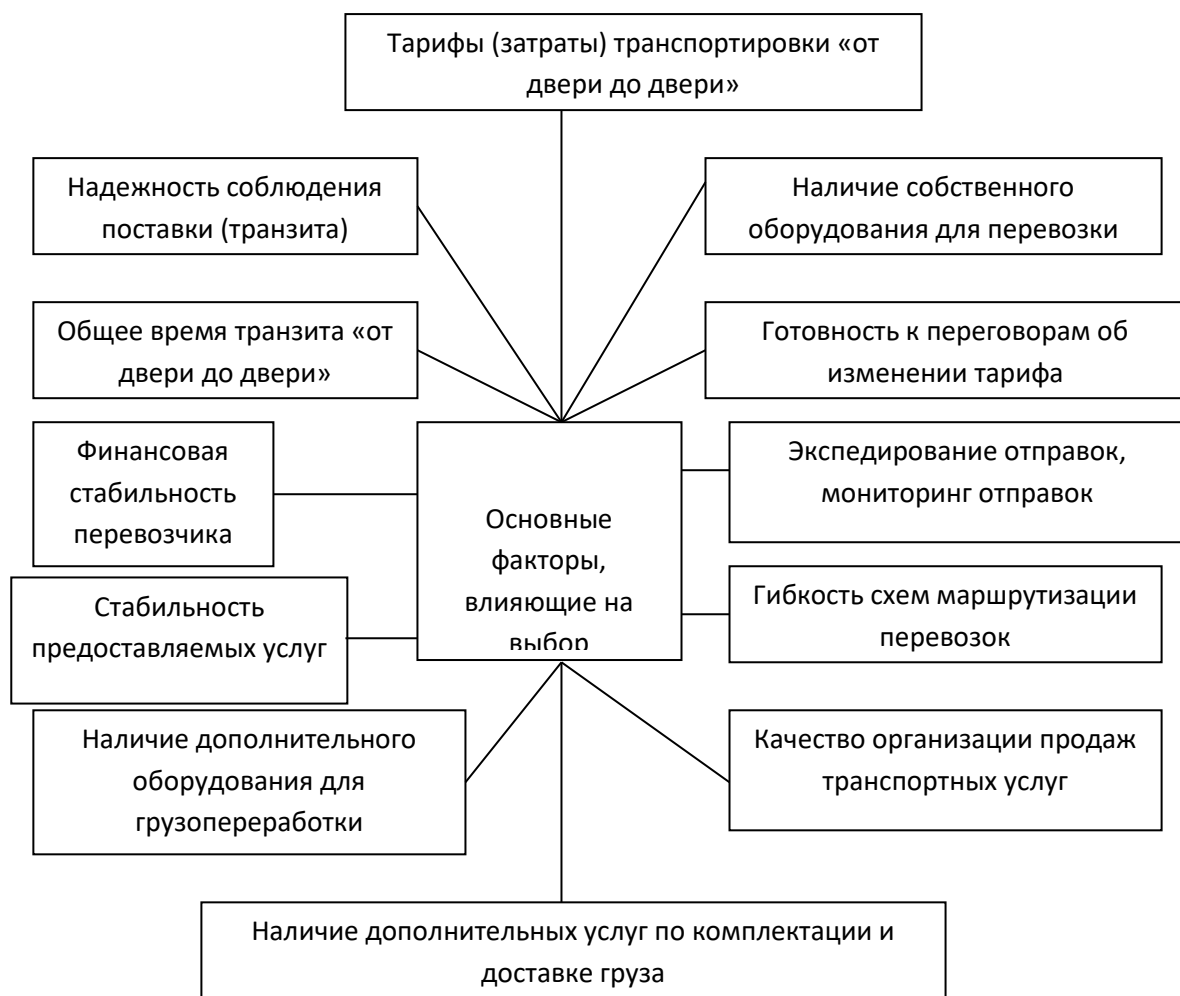 Тарифы (затраты) транспортировки «от
двери до двери»
Надежность соблюдения
поставки (транзита)
Наличие собственного
оборудования для перевозки
Общее время транзита «от
двери до двери»
Готовность к переговорам об
изменении тарифа
Финансовая
стабильность
перевозчика
Основные
факторы,
влияющие на
выбор
Экспедирование отправок,
мониторинг отправок
Стабильность
предоставляемых услуг
Гибкость схем маршрутизации
перевозок
Наличие дополнительного
оборудования для
грузопереработки
Качество организации продаж
транспортных услуг
Наличие дополнительных услуг по комплектации и
доставке груза